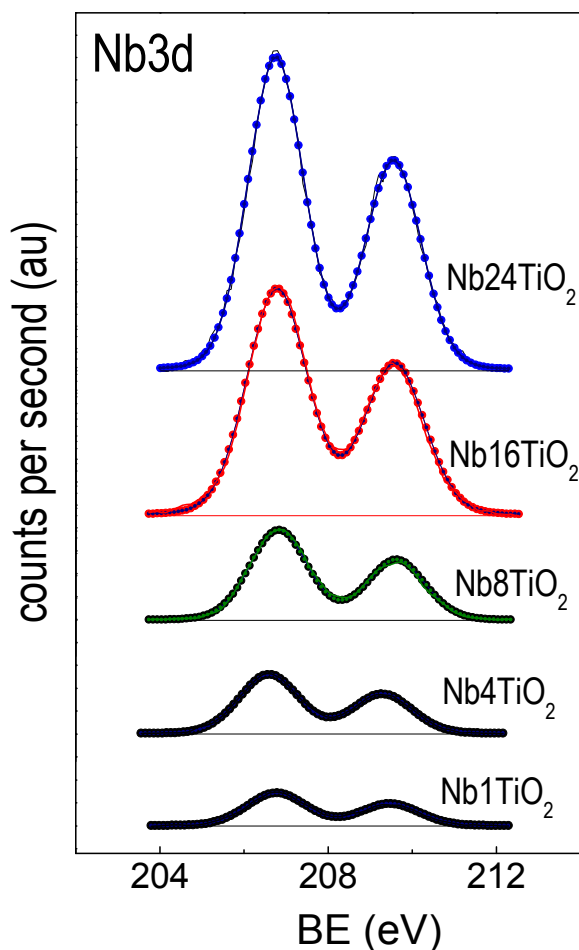 Nb3d
counts per second (au)
Nb24TiO₂
Nb16TiO₂
Nb8TiO₂
Nb4TiO₂
Nb1TiO₂
204 208 212
BE (eV)